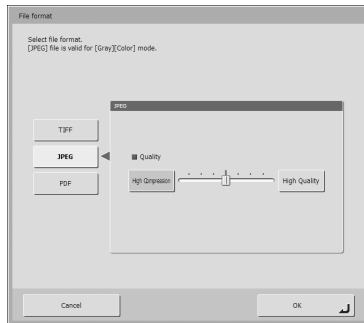 File format
Select file format.
[JPEG] file is valid for [Gray][Color] mode.
JPEG
TIFF
JPEG
PDF
Quality
High Compression
High Quality
Cancel
OK